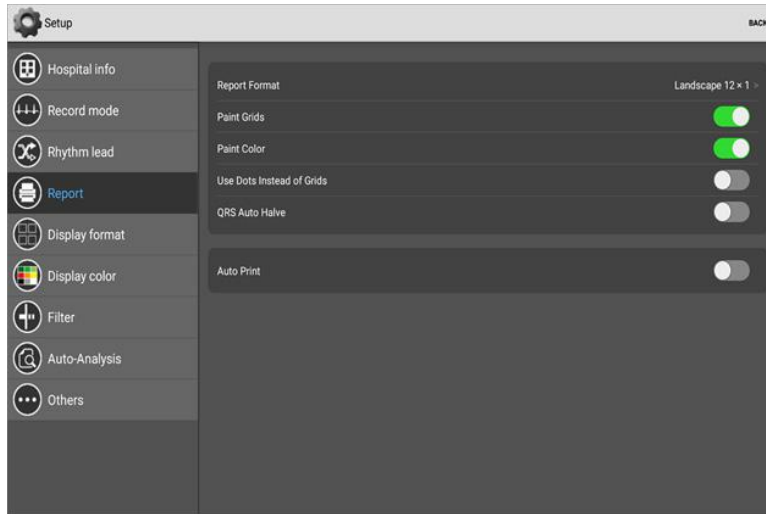 Setup
BACK
Hospital info
Record mode
Rhythm lead
Report
Display format
Display color
Filter
Auto-Analysis
Others
Report Format
Landscape 12 × 1 >
Paint Grids
Paint Color
Use Dots Instead of Grids
QRS Auto Halve
Auto Print